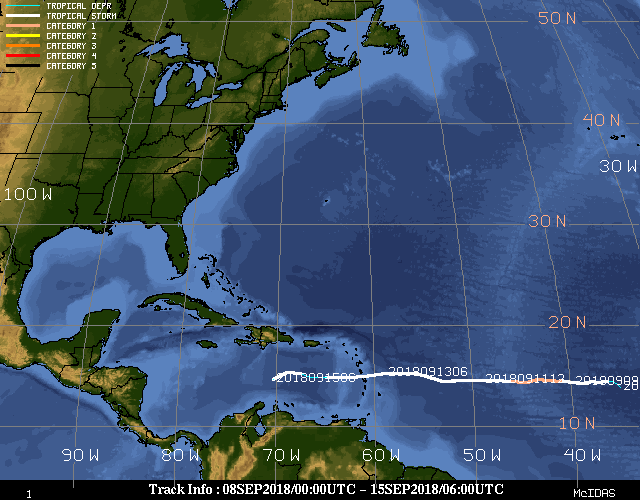 TROPICAL DEPR
TROPICAL STORM
CATEGORY 1
CATEGORY 2
CATEGORY 3
CATEGORY 4
CATEGORY 5
50 N
40 N
30 W
100 W
30 N
20 N
2018091506
2018091306
2018091112
10 N
90 W
80 W
70 W
60 W
50 W
40 W
Track Info : 08SEP2018/00:00UTC – 15SEP2018/06:00UTC
1
McIDAS